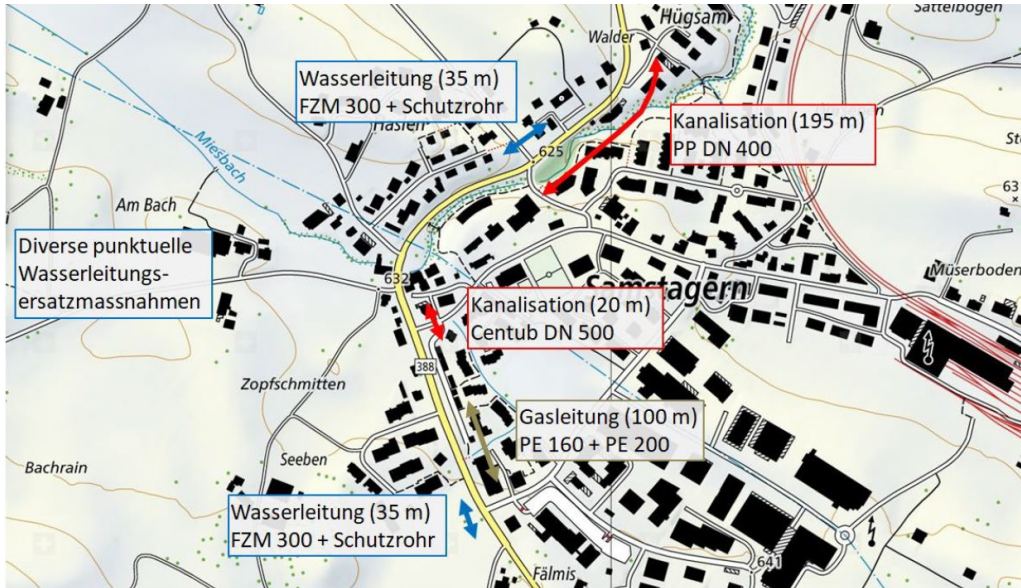 Hügsam
Sattelbogen
Walder
Wasserleitung (35 m)
FZM 300 + Schutzrohr
Kanalisation (195 m)
PP DN 400
625
Miesbach
Am Bach
63
Diverse punktuelle
Wasserleitungs-
ersatzmassnahmen
632
Müserboden
Samstagern
Kanalisation (20 m)
Centub DN 500
388
Zopfschmitten
Gasleitung (100 m)
PE 160 + PE 200
Seeben
Bachrain
Wasserleitung (35 m)
FZM 300 + Schutzrohr
641
Fälmis